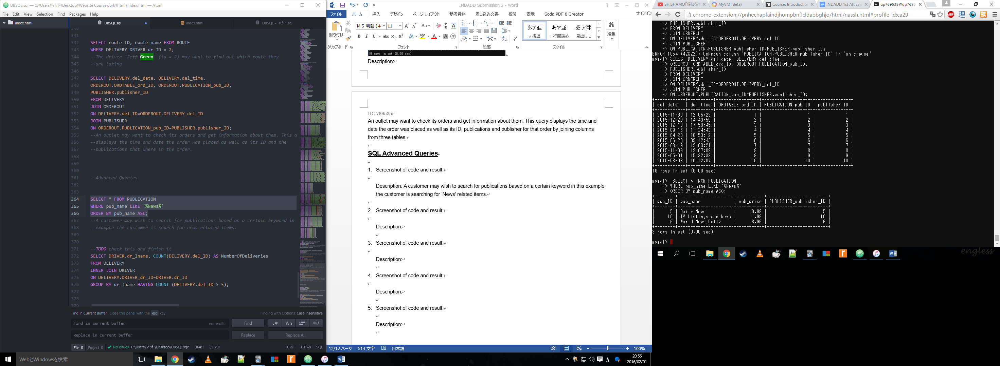 DBSQL.sql — C:¥Users¥マット¥Desktop¥Website Coursework¥html¥index.html — Atom
File Edit View Selection Find Packages Help
index.html
DBSQL.sql
index.html
DBSQL - コピー.sql
341
342 SELECT route_ID, route_name FROM ROUTE
343 WHERE DELIVERY_DRIVER_dr_ID = 2;
344 --The driver 'Jeff Green' (id = 2) may want to find out which route they
345 --are taking
346
347 SELECT DELIVERY.del_date, DELIVERY.del_time,
348 ORDEROUT.ORDTABLE_ord_ID, ORDEROUT.PUBLICATION_pub_ID,
349 PUBLISHER.publisher_ID
350 FROM DELIVERY
351 JOIN ORDEROUT
352 ON DELIVERY.del_ID=ORDEROUT.DELIVERY_del_ID
353 JOIN PUBLISHER
354 ON ORDEROUT.PUBLICATION_pub_ID=PUBLISHER.publisher_ID;
355 --An outlet may want to check its orders and get information about them. This q
356 --displays the time and date the order was placed as well as its ID and the
357 --publications that where in the order.
358
359
360
361 --Advanced Queries
362
363
364 SELECT * FROM PUBLICATION
365 WHERE pub_name LIKE '%News%'
366 ORDER BY pub_name ASC;
367 --A customer may wish to search for publications based on a certain keyword in
368 --example the customer is search for news related items.
369
370
371 --TODO check this and finish it
372 SELECT DRIVER.dr_lname, COUNT(DELIVERY.del_ID) AS NumberOfDeliveries
373 FROM DELIVERY
374 INNER JOIN DRIVER
375 ON DELIVERY.DRIVER_dr_ID=DRIVER.dr_ID
376 GROUP BY dr_lname HAVING COUNT (DELIVERY.del_ID > 5);
377
378
379
Find in Current Buffer Close this panel with the esc key
Finding with Options: Case Insensitive
Find in current buffer no results Find .* Aa
Replace in current buffer Replace Replace All
File 0 Project 0 No Issues C:\Users\マット\Desktop\DBSQL.sql* 364:1 (3, 79) CRLF UTF-8 SQL
INDADD Submission 2 - Word
ファイル ホーム 挿入 デザイン ページ レイアウト 参考資料 差し込み文書 校閲 表示 Soda PDF 8 Creator サインイン
貼り付け
ＭＳ 明朝 (本 11
クリップボード フォント 段落 スタイル
あア亜 標準
あア亜 行間詰め
あア亜 見出し 1
編集
10 rows in set (0.00 sec)
Description:
ID: 769535
An outlet may want to check its orders and get information about them. This query displays the time and
date the order was placed as well as its ID, publications and publisher for that order by joining columns
from three tables.
SQL Advanced Queries
1. Screenshot of code and result:
Description: A customer may wish to search for publications based on a certain keyword in this example
the customer is searching for ‘News’ related items.
2. Screenshot of code and result:
Description:
3. Screenshot of code and result:
Description:
4. Screenshot of code and result:
Description:
5. Screenshot of code and result:
Description:
12/12 ページ 514 文字 日本語 100%
WebとWindowsを検索
A
20:56
2016/02/01
MyVM (Beta)
Course: Introduction
INDADD 1st Att csw
up769535@up7695
chrome-extension://pnhechapfaindjhompbnflcldabbghjo/html/nassh.html#profile-id:ca29
-> PUBLISHER.publisher_ID
-> FROM DELIVERY
-> JOIN ORDEROUT
-> ON DELIVERY.del_ID=ORDEROUT.DELIVERY_del_ID
-> JOIN PUBLISHER
-> ON PUBLICATION.PUBLISHER_publisher_ID=PUBLISHER.publisher_ID;
ERROR 1054 (42S22): Unknown column 'PUBLICATION.PUBLISHER_publisher_ID' in 'on clause'
mysql> SELECT DELIVERY.del_date, DELIVERY.del_time,
-> ORDEROUT.ORDTABLE_ord_ID, ORDEROUT.PUBLICATION_pub_ID,
-> PUBLISHER.publisher_ID
-> FROM DELIVERY
-> JOIN ORDEROUT
-> ON DELIVERY.del_ID=ORDEROUT.DELIVERY_del_ID
-> JOIN PUBLISHER
-> ON ORDEROUT.PUBLICATION_pub_ID=PUBLISHER.publisher_ID;
| del_date | del_time | ORDTABLE_ord_ID | PUBLICATION_pub_ID | publisher_ID |
| 2015-11-30 | 12:05:23 | 1 | 1 | 1 |
| 2015-12-20 | 14:43:59 | 2 | 2 | 2 |
| 2015-12-10 | 17:59:45 | 3 | 3 | 3 |
| 2015-09-16 | 11:34:43 | 4 | 4 | 4 |
| 2015-04-23 | 10:53:12 | 5 | 5 | 5 |
| 2015-06-28 | 09:12:43 | 6 | 6 | 6 |
| 2015-08-19 | 12:03:21 | 7 | 7 | 7 |
| 2015-11-03 | 12:07:02 | 8 | 8 | 8 |
| 2015-05-01 | 15:32:33 | 9 | 9 | 9 |
| 2015-03-03 | 16:12:07 | 10 | 10 | 10 |
10 rows in set (0.00 sec)
mysql> SELECT * FROM PUBLICATION
-> WHERE pub_name LIKE '%News%'
-> ORDER BY pub_name ASC;
| pub_ID | pub_name | pub_price | PUBLISHER_publisher_ID |
| 5 | Daily News | 0.99 | 5 |
| 10 | TV Listings and News | 1.99 | 10 |
| 9 | World News Daily | 3.99 | 9 |
3 rows in set (0.00 sec)
mysql>
engless